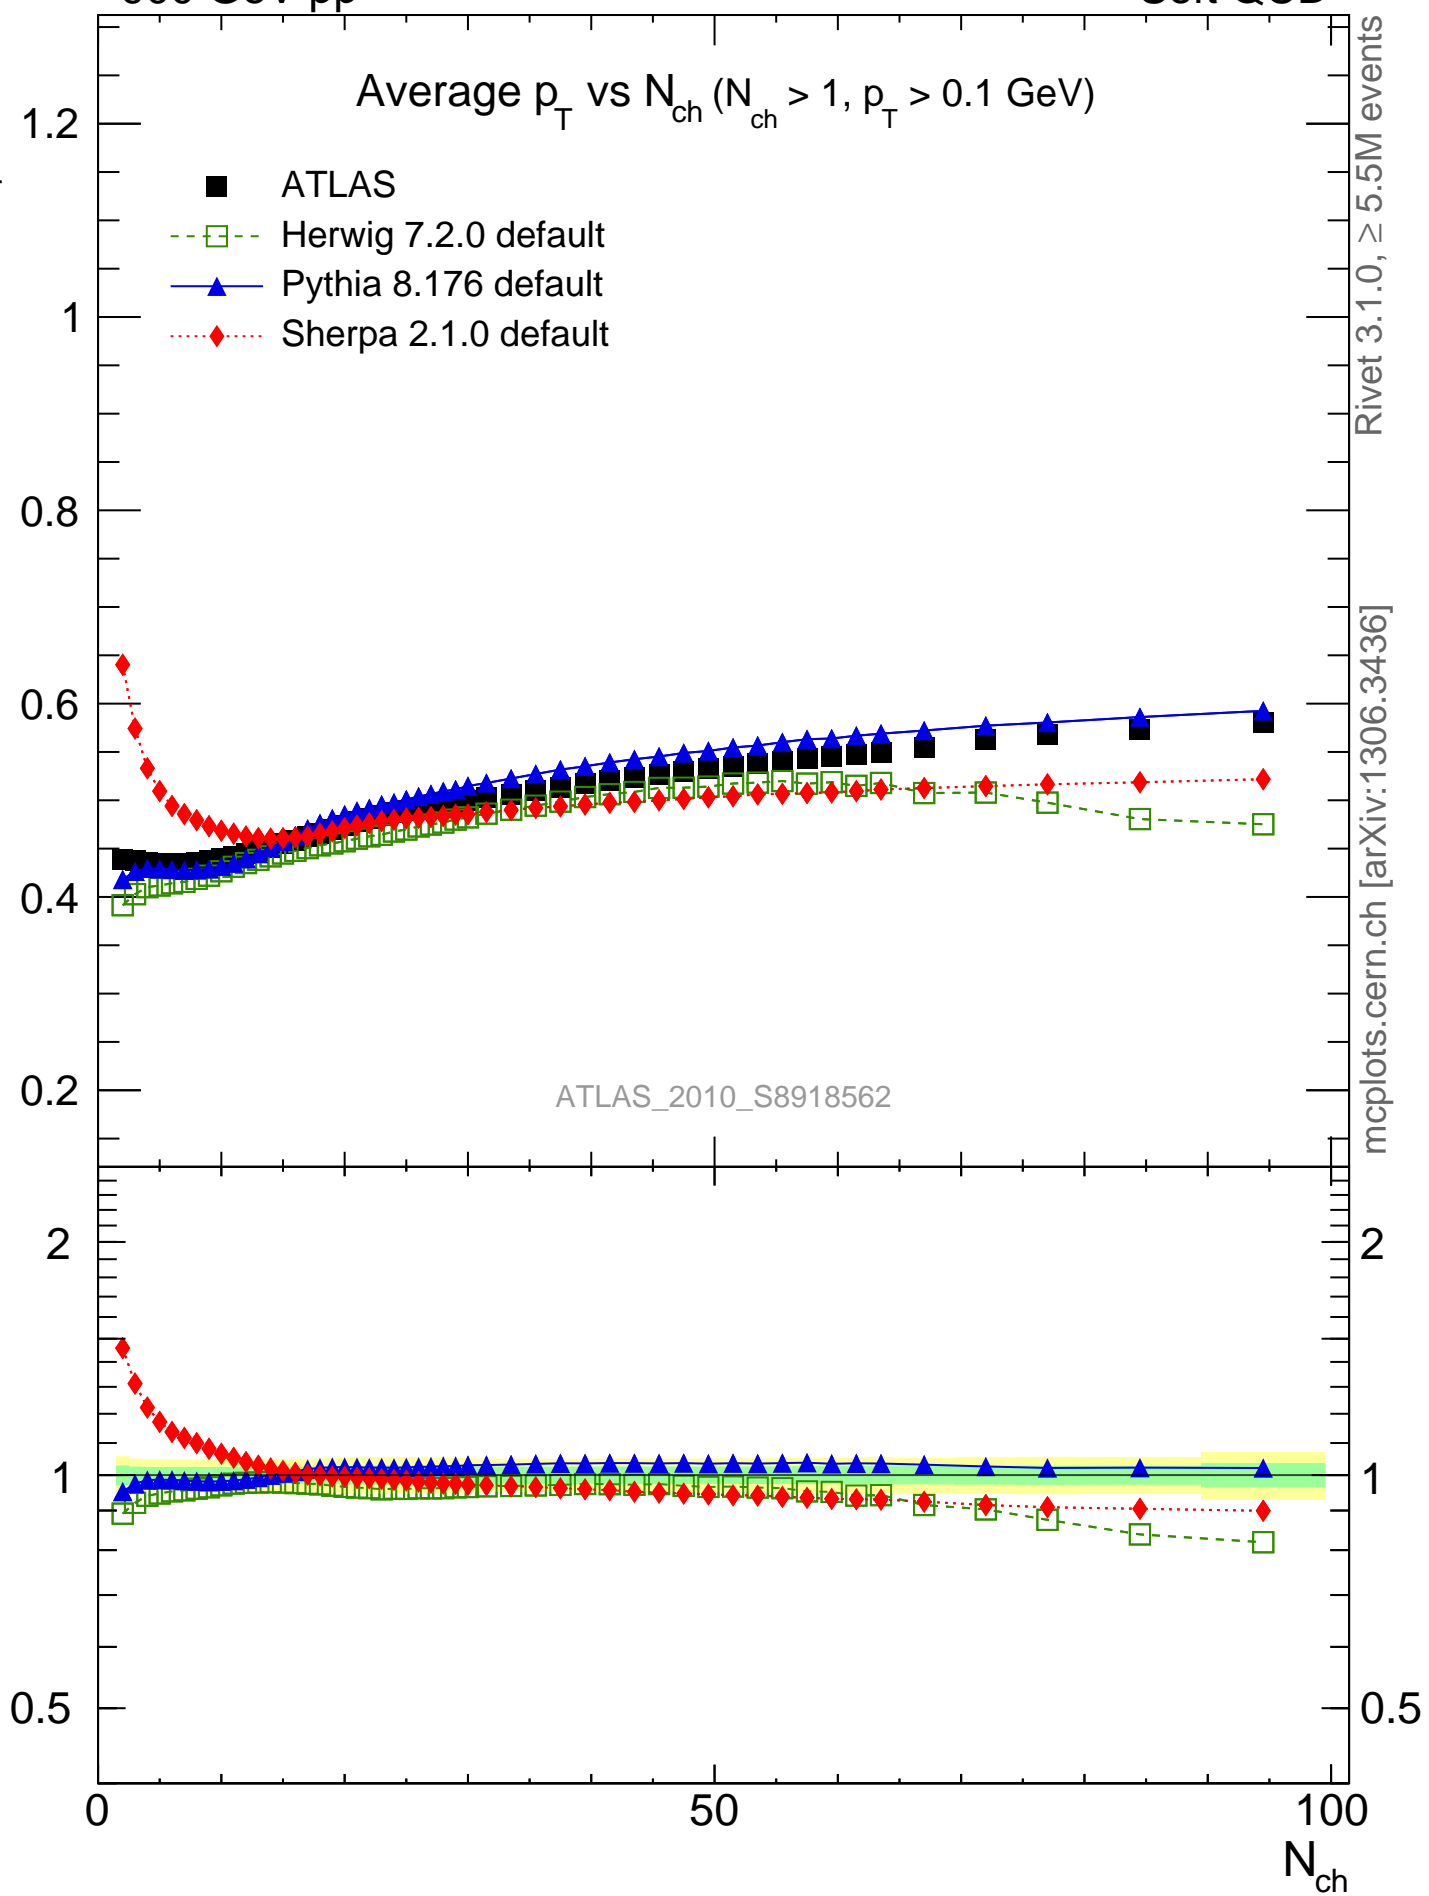 Average p_T vs N_ch (N_ch > 1, p_T > 0.1 GeV)
ATLAS
Herwig 7.2.0 default
Pythia 8.176 default
Sherpa 2.1.0 default
1.2
1
0.8
0.6
0.4
0.2
ATLAS_2010_S8918562
Rivet 3.1.0, ≥ 5.5M events
mcplots.cern.ch [arXiv:1306.3436]
2
1
0.5
2
1
0.5
0
50
100
N_ch